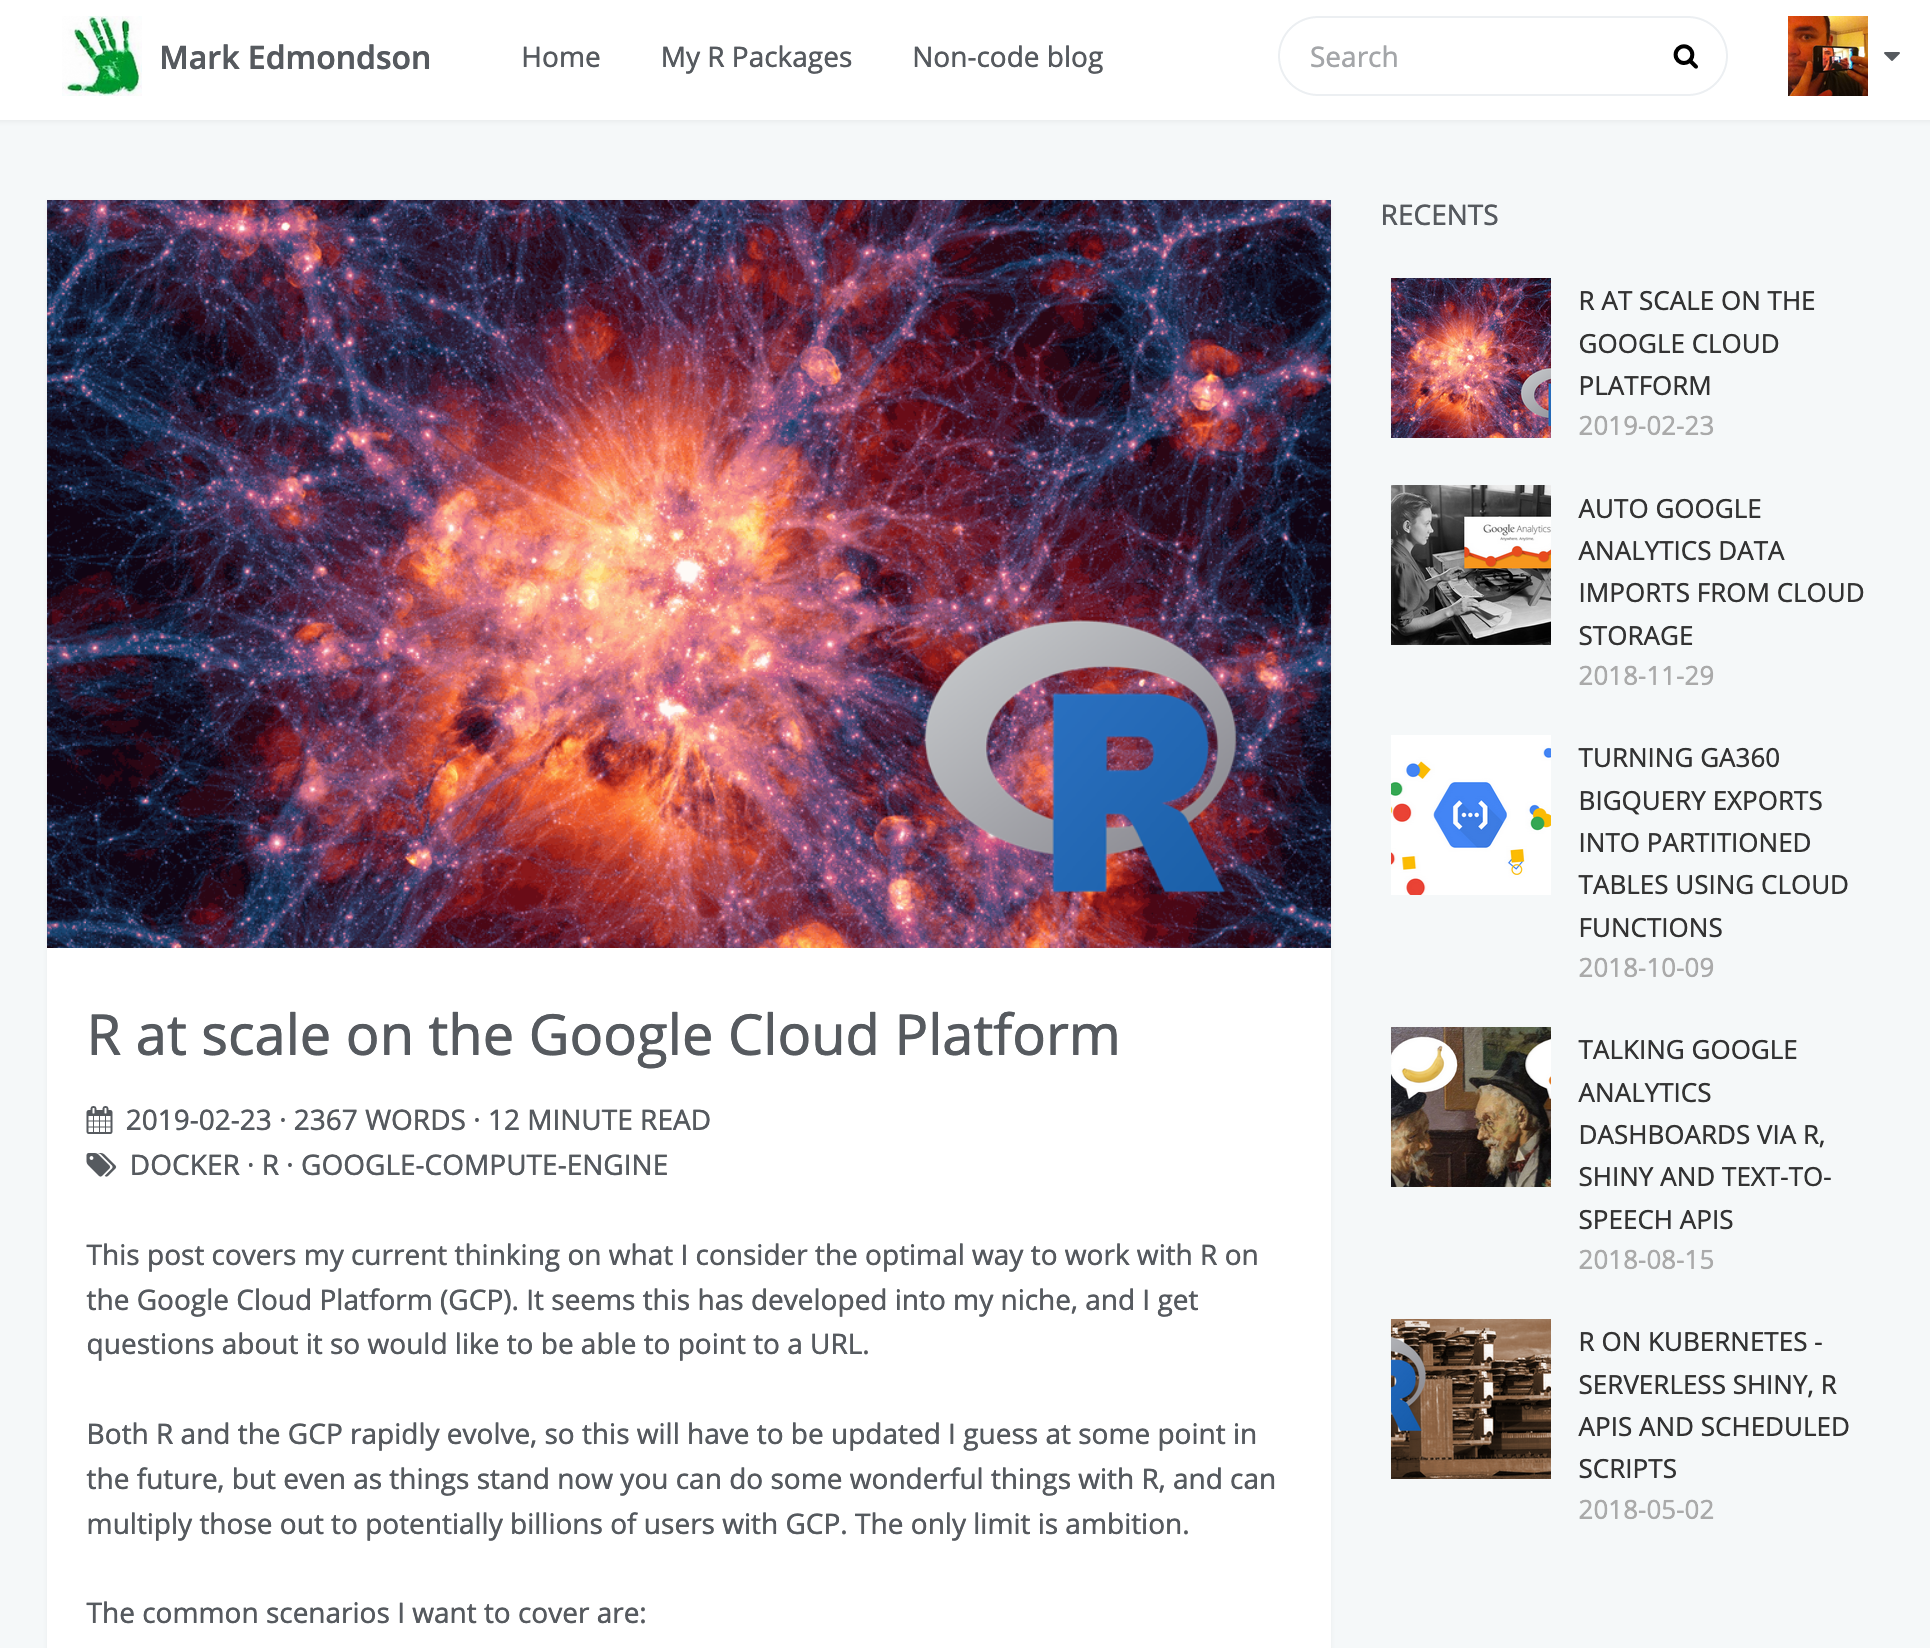 Mark Edmondson
Home
My R Packages
Non-code blog
Search
R
R at scale on the Google Cloud Platform
2019-02-23 · 2367 WORDS · 12 MINUTE READ
DOCKER · R · GOOGLE-COMPUTE-ENGINE
This post covers my current thinking on what I consider the optimal way to work with R on
the Google Cloud Platform (GCP). It seems this has developed into my niche, and I get
questions about it so would like to be able to point to a URL.
Both R and the GCP rapidly evolve, so this will have to be updated I guess at some point in
the future, but even as things stand now you can do some wonderful things with R, and can
multiply those out to potentially billions of users with GCP. The only limit is ambition.
The common scenarios I want to cover are:
RECENTS
R AT SCALE ON THE
GOOGLE CLOUD
PLATFORM
2019-02-23
Google Analytics
AUTO GOOGLE
ANALYTICS DATA
IMPORTS FROM CLOUD
STORAGE
2018-11-29
TURNING GA360
BIGQUERY EXPORTS
INTO PARTITIONED
TABLES USING CLOUD
FUNCTIONS
2018-10-09
TALKING GOOGLE
ANALYTICS
DASHBOARDS VIA R,
SHINY AND TEXT-TO-
SPEECH APIS
2018-08-15
R
R ON KUBERNETES -
SERVERLESS SHINY, R
APIS AND SCHEDULED
SCRIPTS
2018-05-02